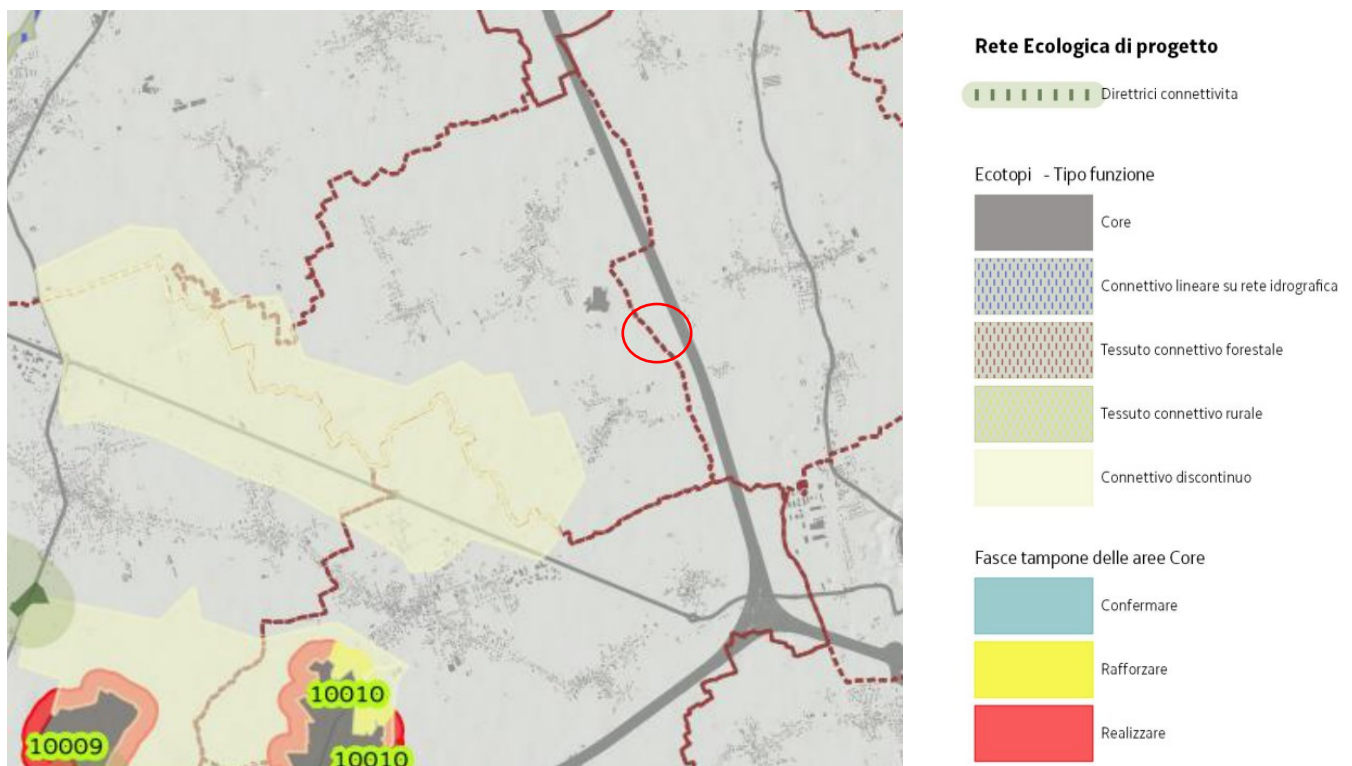 Rete Ecologica di progetto
Direttrici connettivita
Ecotopi - Tipo funzione
Core
Connettivo lineare su rete idrografica
Tessuto connettivo forestale
Tessuto connettivo rurale
Connettivo discontinuo
Fasce tampone delle aree Core
Confermare
Rafforzare
Realizzare
10010
10009
10010